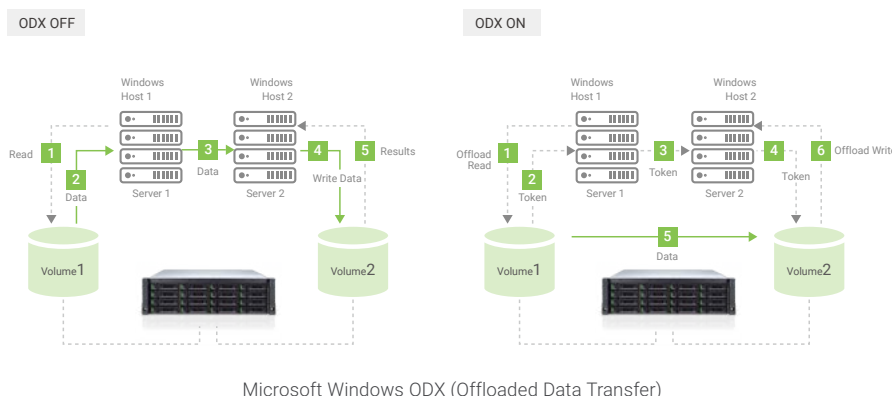 ODX OFF
Windows
Host 1
Windows
Host 2
Read
1
2
Data
3
Data
4
Write Data
5
Results
Server 1
Server 2
Volume1
Volume2
ODX ON
Windows
Host 1
Windows
Host 2
Offload
Read
1
2
Token
3
Token
4
Token
6
Offload Write
Server 1
Server 2
5
Data
Volume1
Volume2
Microsoft Windows ODX (Offloaded Data Transfer)